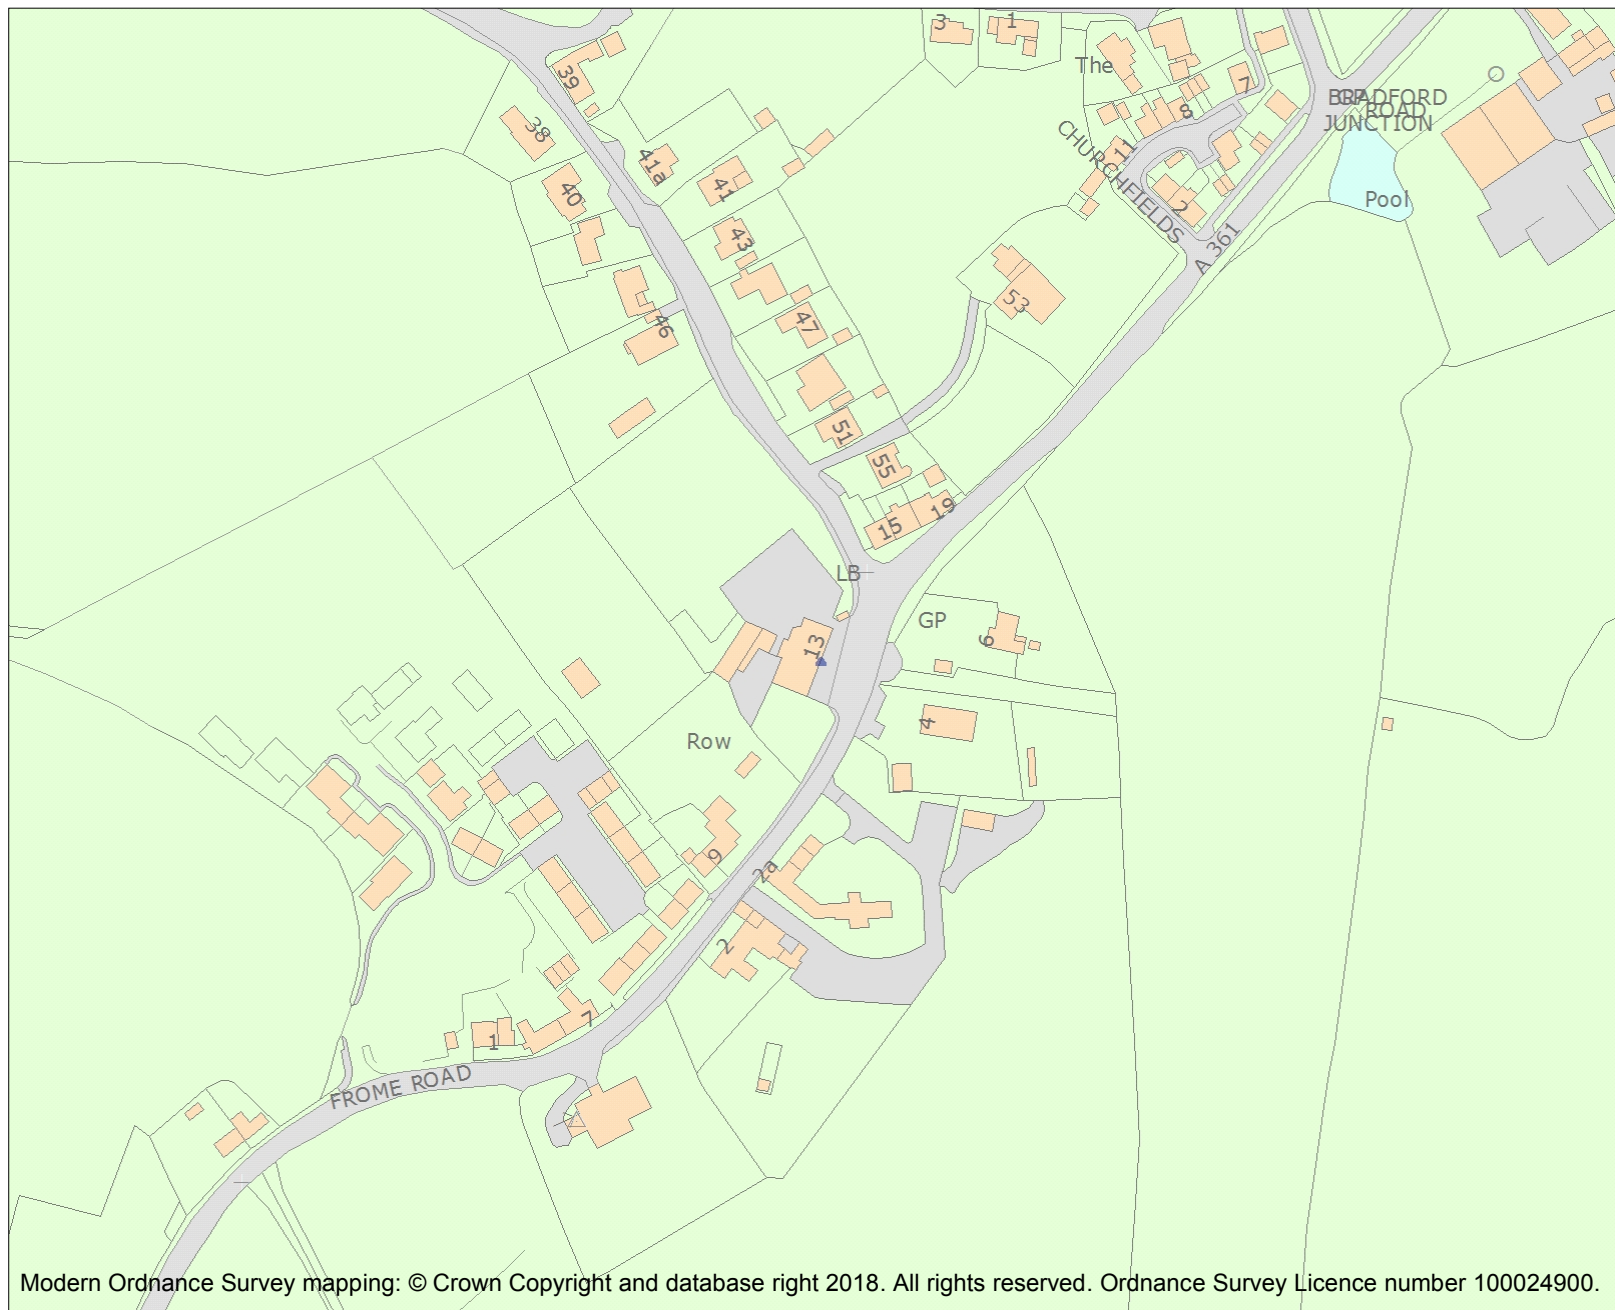 3
1
39
The
7
BRADFORD
GP
ROAD
JUNCTION
8
38
CHURCHFIELDS
11
41a
41
40
2
Pool
43
A 361
53
47
46
51
55
15
19
LB
GP
13
6
4
Row
9
2a
2
7
1
FROME ROAD
Modern Ordnance Survey mapping: © Crown Copyright and database right 2018. All rights reserved. Ordnance Survey Licence number 100024900.